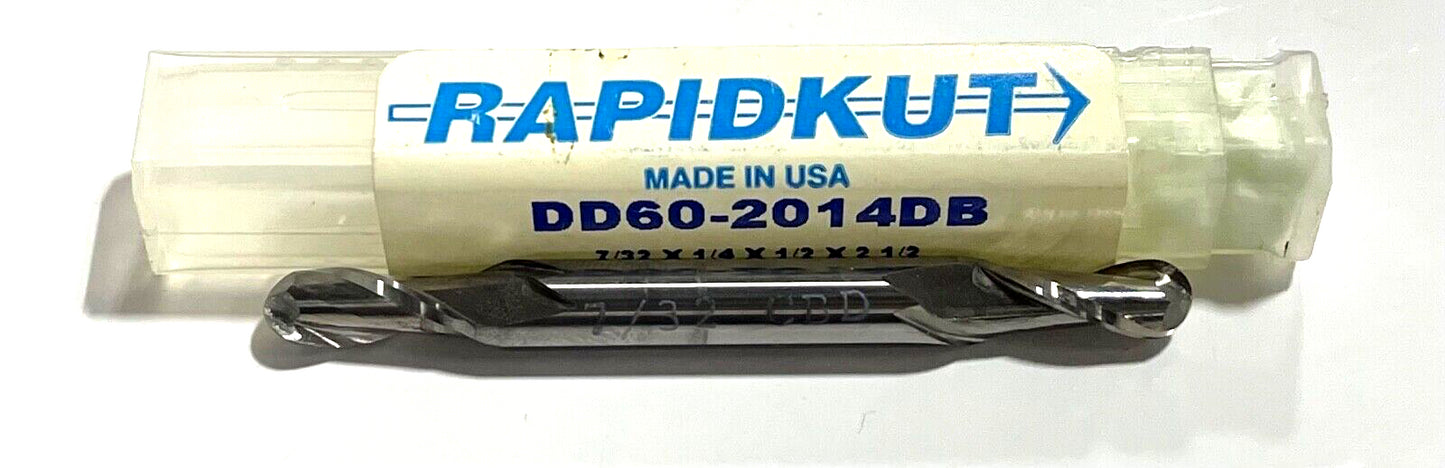 RAPIDKUT
MADE IN USA
DD60-2014DB
7/32 X 1/4 X 1/2 X 2 1/2
7/32 CBD